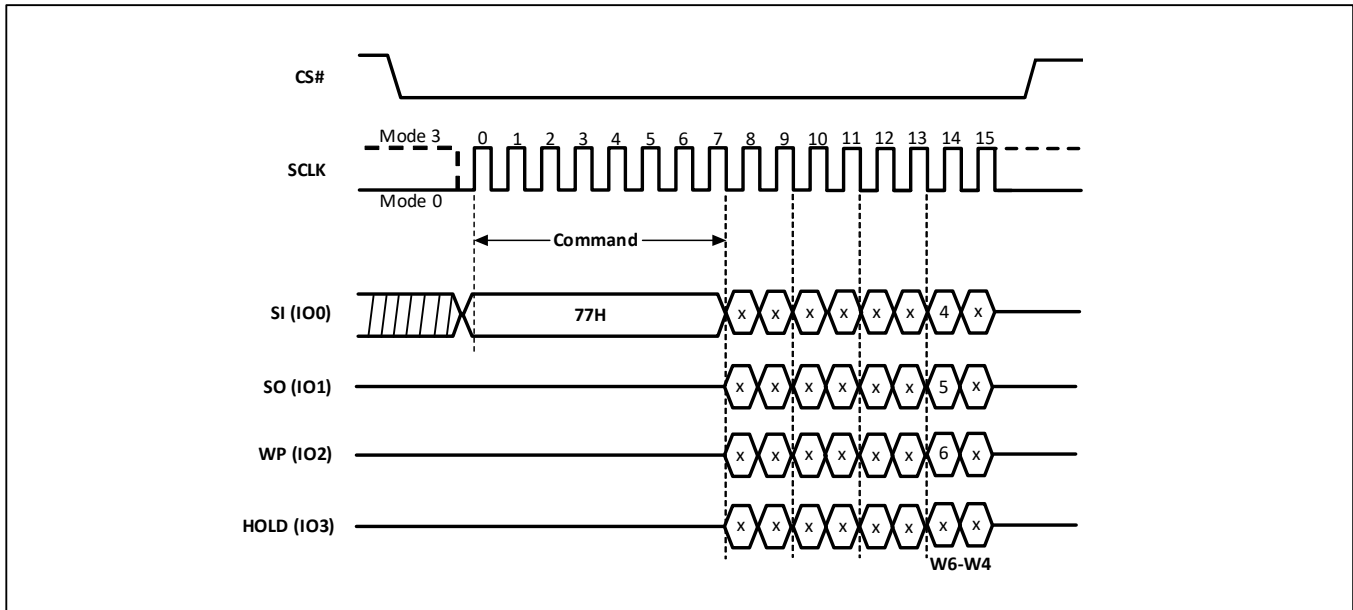 CS#
Mode 3
0 1 2 3 4 5 6 7 8 9 10 11 12 13 14 15
SCLK
Mode 0
Command
SI (IO0)
77H
x x x x x x 4 x
SO (IO1)
x x x x x x 5 x
WP (IO2)
x x x x x x 6 x
HOLD (IO3)
x x x x x x x x
W6-W4